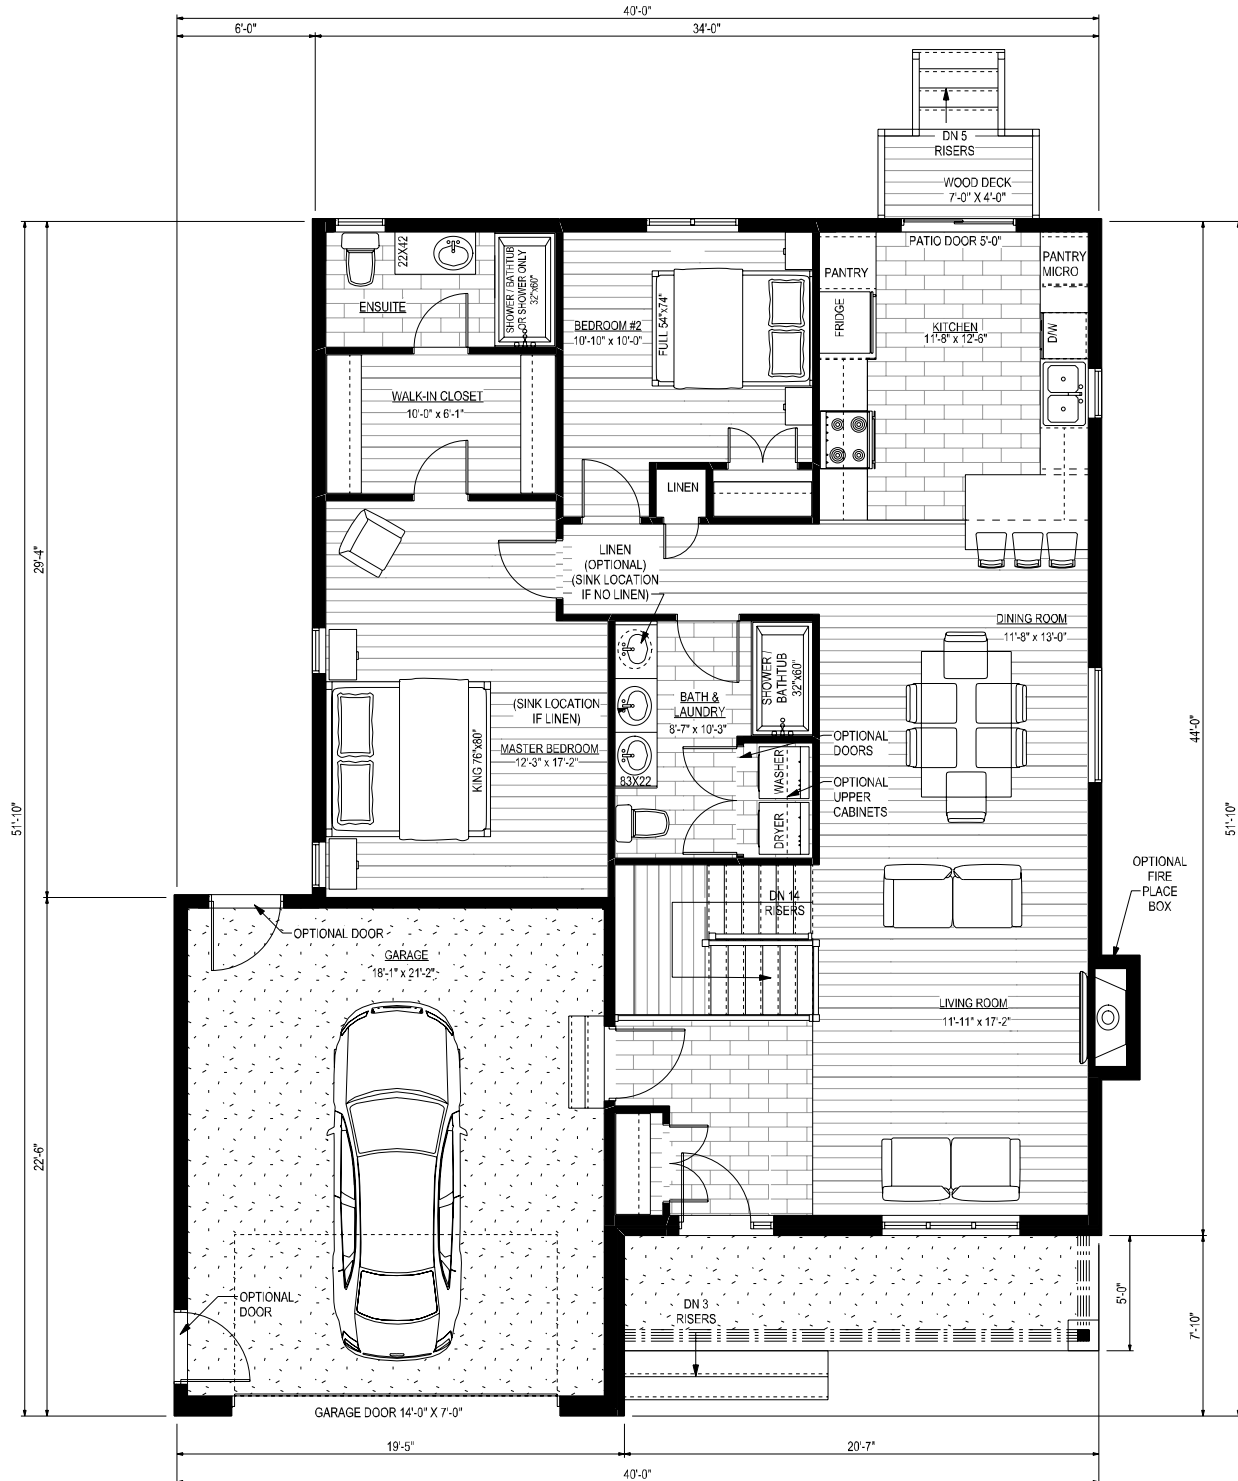 40'-0"
6'-0"
34'-0"
DN 5
RISERS
WOOD DECK
7'-0" X 4'-0"
PATIO DOOR 5'-0"
22X42
ENSUITE
SHOWER / BATHTUB
OR SHOWER ONLY
32"x60"
BEDROOM #2
10'-10" x 10'-0"
FULL 54"x74"
PANTRY
FRIDGE
KITCHEN
11'-8" x 12'-6"
PANTRY
MICRO
D/W
WALK-IN CLOSET
10'-0" x 6'-1"
LINEN
LINEN
(OPTIONAL)
(SINK LOCATION
IF NO LINEN)
29'-4"
DINING ROOM
11'-8" x 13'-0"
SHOWER /
BATHTUB
32"x60"
BATH &
LAUNDRY
8'-7" x 10'-3"
(SINK LOCATION
IF LINEN)
MASTER BEDROOM
12'-3" x 17'-2"
KING 76"x80"
83X22
WASHER
DRYER
OPTIONAL
DOORS
OPTIONAL
UPPER
CABINETS
44'-0"
51'-10"
51'-10"
OPTIONAL
FIRE
PLACE
BOX
DN 14
RISERS
OPTIONAL DOOR
GARAGE
18'-1" x 21'-2"
LIVING ROOM
11'-11" x 17'-2"
22'-6"
OPTIONAL
DOOR
DN 3
RISERS
5'-0"
7'-10"
GARAGE DOOR 14'-0" X 7'-0"
19'-5"
20'-7"
40'-0"